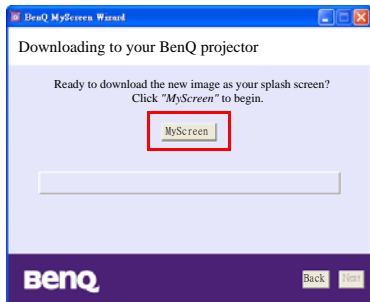 BenQ MyScreen Wizard
Downloading to your BenQ projector
Ready to download the new image as your splash screen?
Click "MyScreen" to begin.
MyScreen
BenQ
Back Next